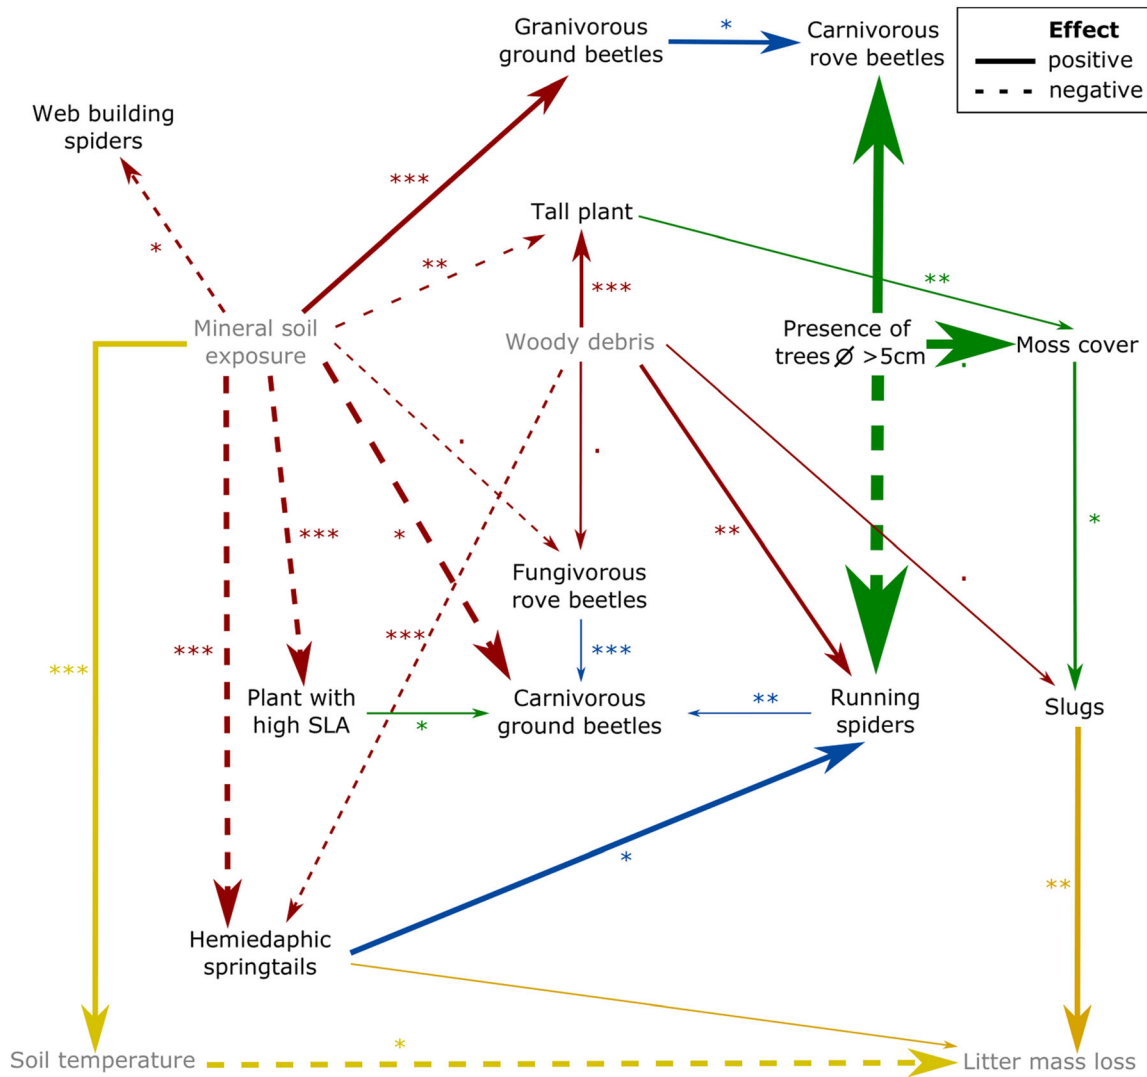 Granivorous
ground beetles
*
Carnivorous
rove beetles
Effect
positive
negative
Web building
spiders
***
*
Tall plant
**
***
**
Mineral soil
exposure
Woody debris
Presence of
trees Ø >5cm
Moss cover
.
.
.
***
*
**
*
Fungivorous
rove beetles
.
***
***
***
***
Plant with
high SLA
*
Carnivorous
ground beetles
**
Running
spiders
Slugs
*
**
Hemiedaphic
springtails
*
Soil temperature
Litter mass loss